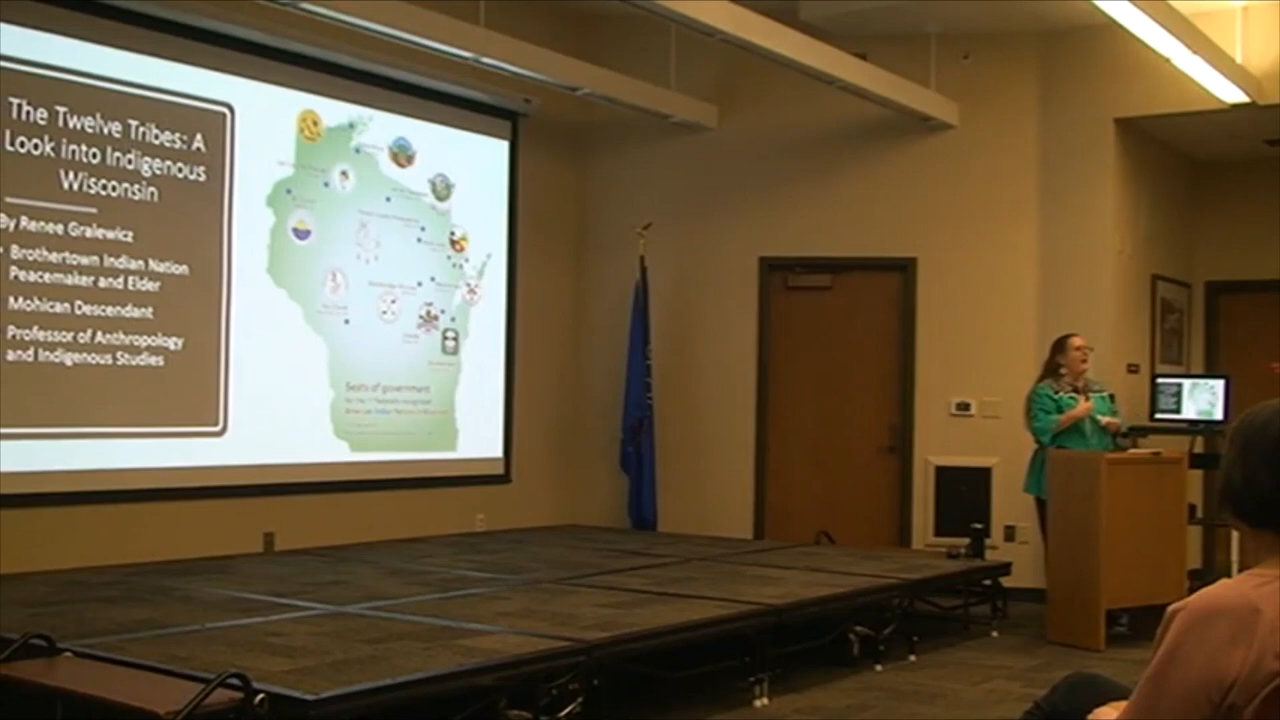 The Twelve Tribes: A
Look into Indigenous
Wisconsin
By Renee Gralewicz
Brothertown Indian Nation
Peacemaker and Elder
Mohican Descendant
Professor of Anthropology
and Indigenous Studies
Seats of government